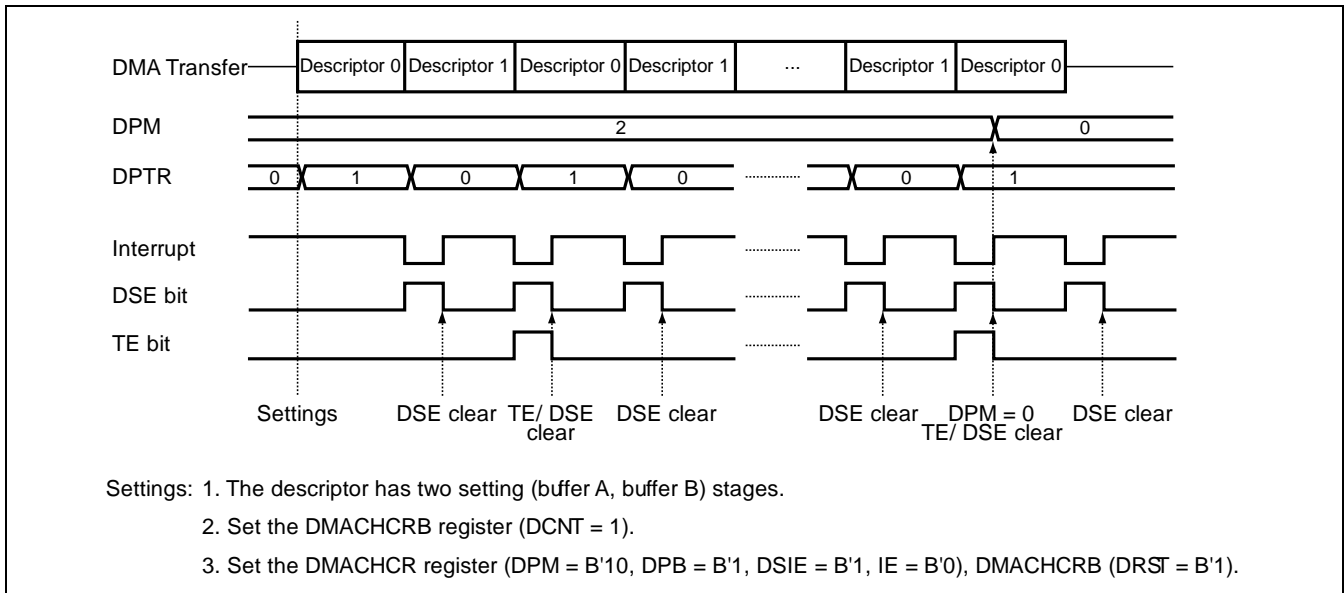 DMA Transfer Descriptor 0 Descriptor 1 Descriptor 0 Descriptor 1 ... Descriptor 1 Descriptor 0
DPM 2 0
DPTR 0 1 0 1 0 0 1
Interrupt
DSE bit
TE bit
Settings DSE clear TE/ DSE clear DSE clear DSE clear DPM = 0 TE/ DSE clear DSE clear
Settings: 1. The descriptor has two setting (buffer A, buffer B) stages.
2. Set the DMACHCRB register (DCNT = 1).
3. Set the DMACHCR register (DPM = B'10, DPB = B'1, DSIE = B'1, IE = B'0), DMACHCRB (DRST = B'1).